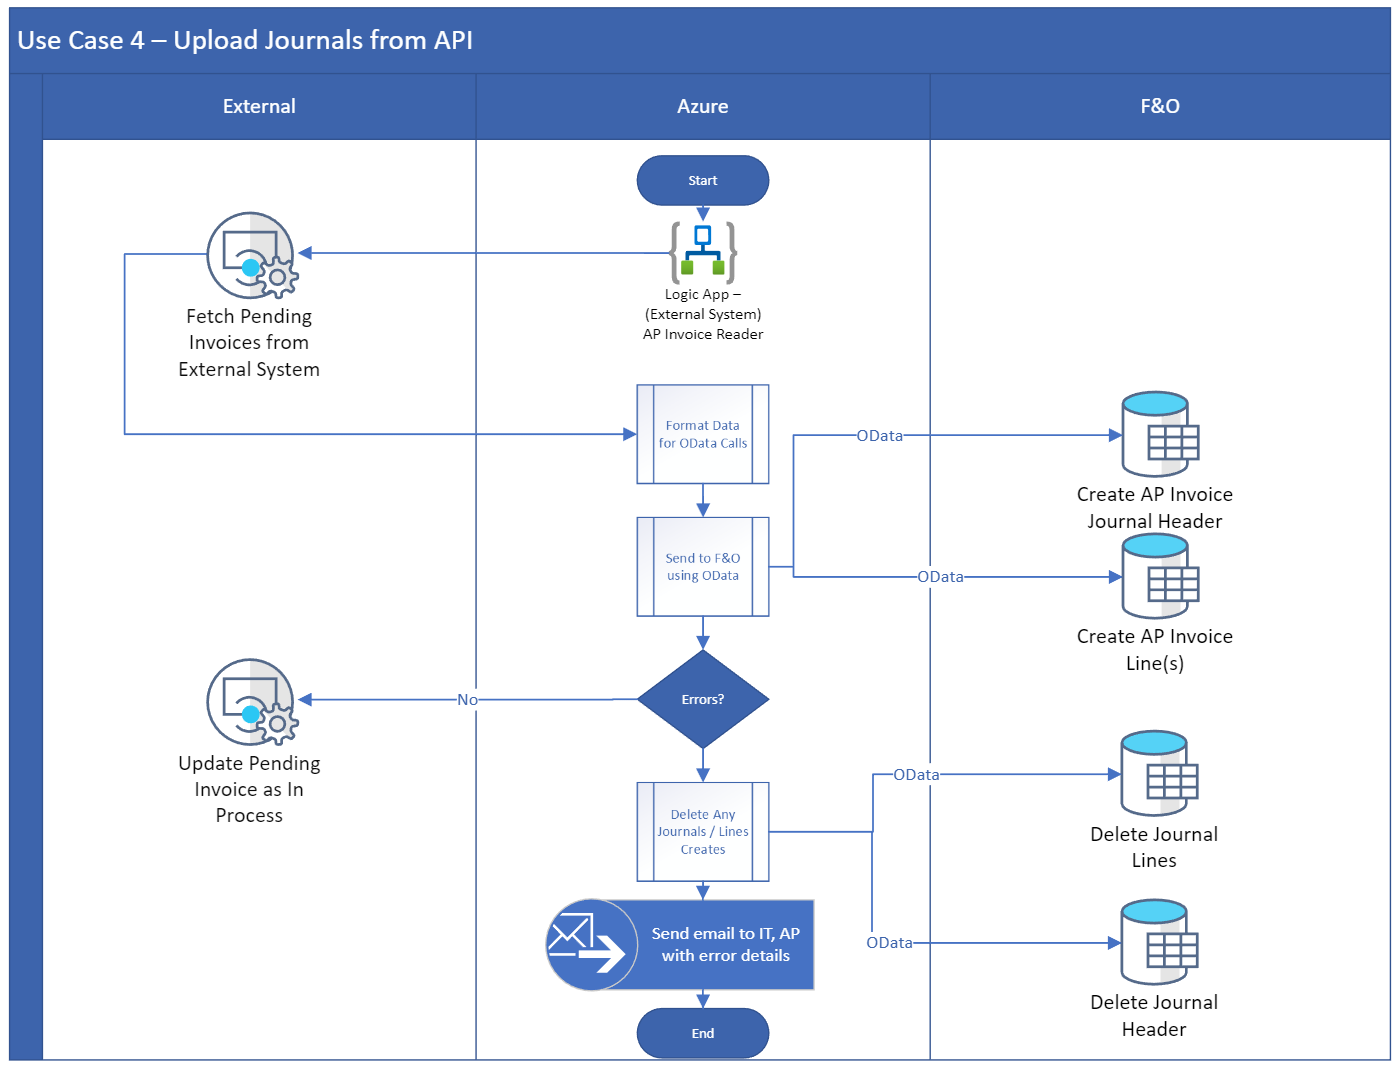 Use Case 4 – Upload Journals from API
External
Azure
F&O
Start
Logic App –
(External System)
AP Invoice Reader
Fetch Pending
Invoices from
External System
Format Data
for OData Calls
OData
Create AP Invoice
Journal Header
Send to F&O
using OData
OData
Create AP Invoice
Line(s)
Errors?
No
Update Pending
Invoice as In
Process
Delete Any
Journals / Lines
Creates
OData
Delete Journal
Lines
Send email to IT, AP
with error details
OData
Delete Journal
Header
End